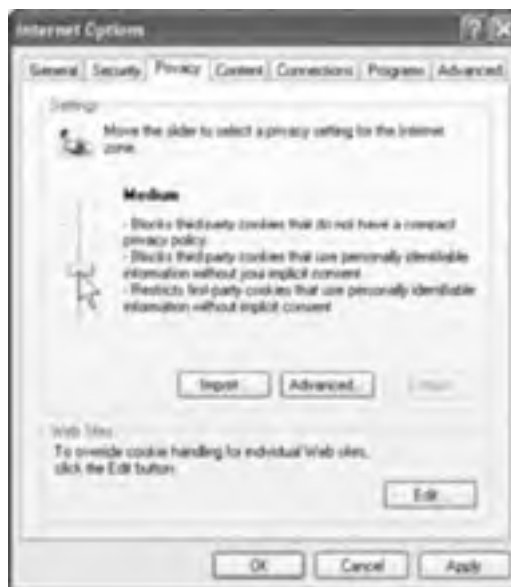 Internet Options
General Security Privacy Content Connections Programs Advanced
Settings
Move the slider to select a privacy setting for the Internet
zone.
Medium
- Blocks third-party cookies that do not have a compact
privacy policy
- Blocks third-party cookies that use personally identifiable
information without your implicit consent
- Restricts first-party cookies that use personally identifiable
information without implicit consent
Import... Advanced...
Web Sites
To override cookie handling for individual Web sites,
click the Edit button.
Edit...
OK Cancel Apply